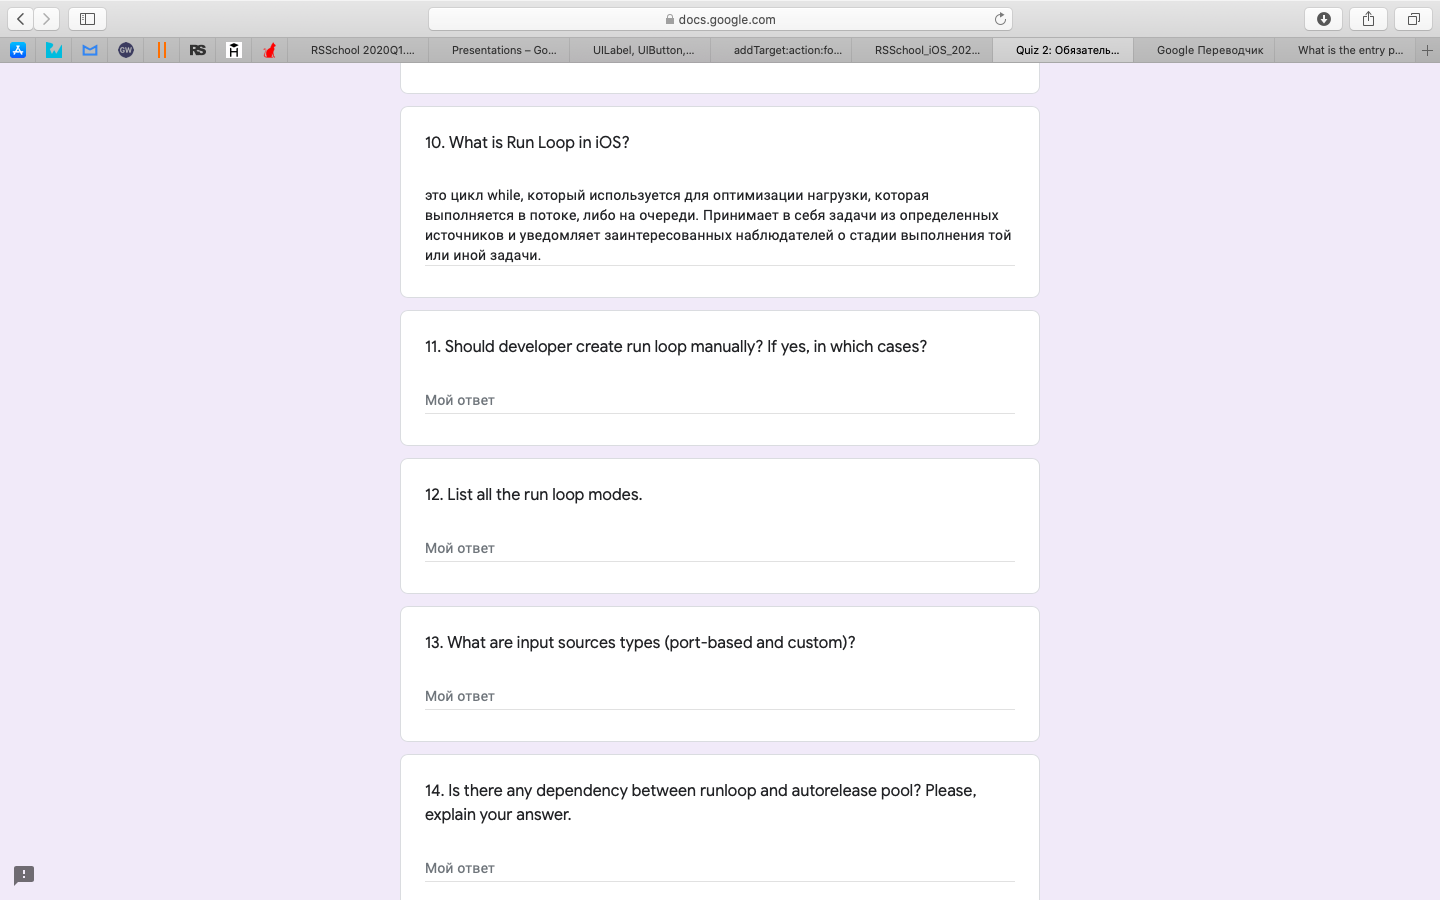 docs.google.com
GW
RS
H
RSSchool 2020Q1....
Presentations – Go...
UILabel, UIButton,...
addTarget:action:fo...
RSSchool_iOS_202...
Quiz 2: Обязатель...
Google Переводчик
What is the entry p...
10. What is Run Loop in iOS?
это цикл while, который используется для оптимизации нагрузки, которая
выполняется в потоке, либо на очереди. Принимает в себя задачи из определенных
источников и уведомляет заинтересованных наблюдателей о стадии выполнения той
или иной задачи.
11. Should developer create run loop manually? If yes, in which cases?
Мой ответ
12. List all the run loop modes.
Мой ответ
13. What are input sources types (port-based and custom)?
Мой ответ
14. Is there any dependency between runloop and autorelease pool? Please,
explain your answer.
Мой ответ